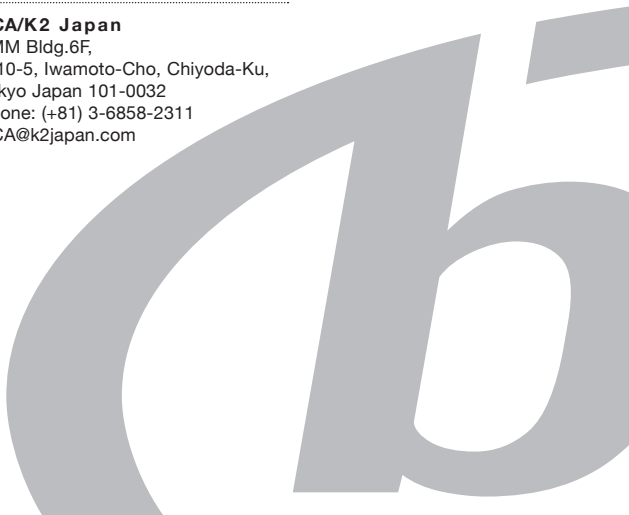 CA/K2 Japan
MM Bldg.6F,
10-5, Iwamoto-Cho, Chiyoda-Ku,
kyo Japan 101-0032
one: (+81) 3-6858-2311
CA@k2japan.com
b